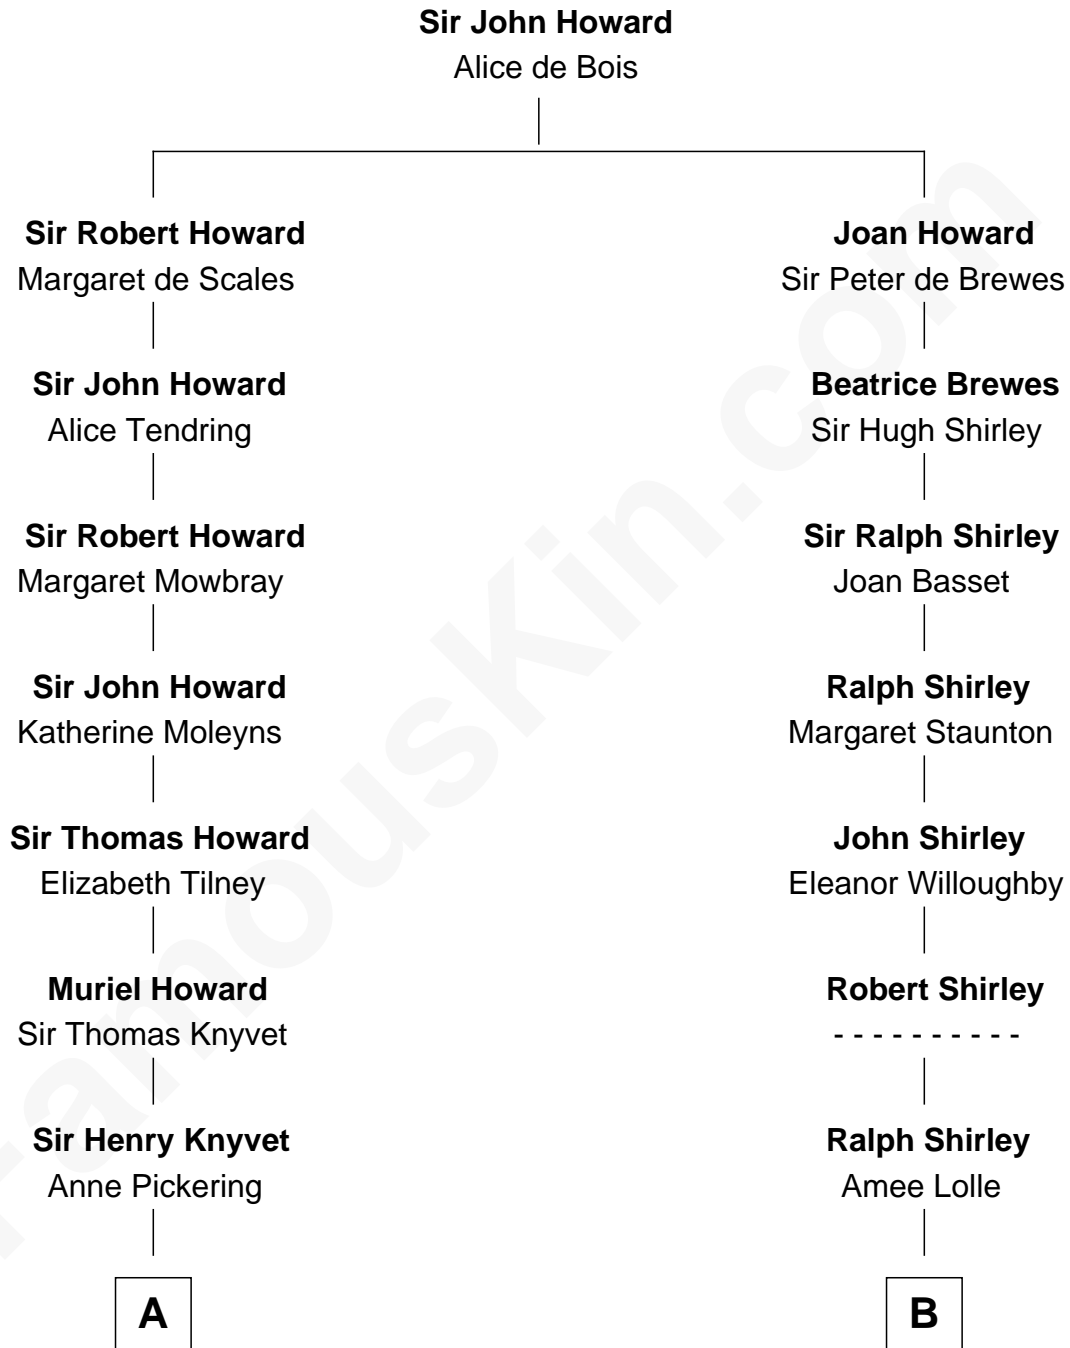 Sir John Howard
Alice de Bois
Sir Robert Howard
Margaret de Scales
Joan Howard
Sir Peter de Brewes
Sir John Howard
Alice Tendring
Beatrice Brewes
Sir Hugh Shirley
Sir Robert Howard
Margaret Mowbray
Sir Ralph Shirley
Joan Basset
Sir John Howard
Katherine Moleyns
Ralph Shirley
Margaret Staunton
Sir Thomas Howard
Elizabeth Tilney
John Shirley
Eleanor Willoughby
Muriel Howard
Sir Thomas Knyvet
Robert Shirley
- - - - - - - - - -
Sir Henry Knyvet
Anne Pickering
Ralph Shirley
Amee Lolle
A
B
FamousKin.com